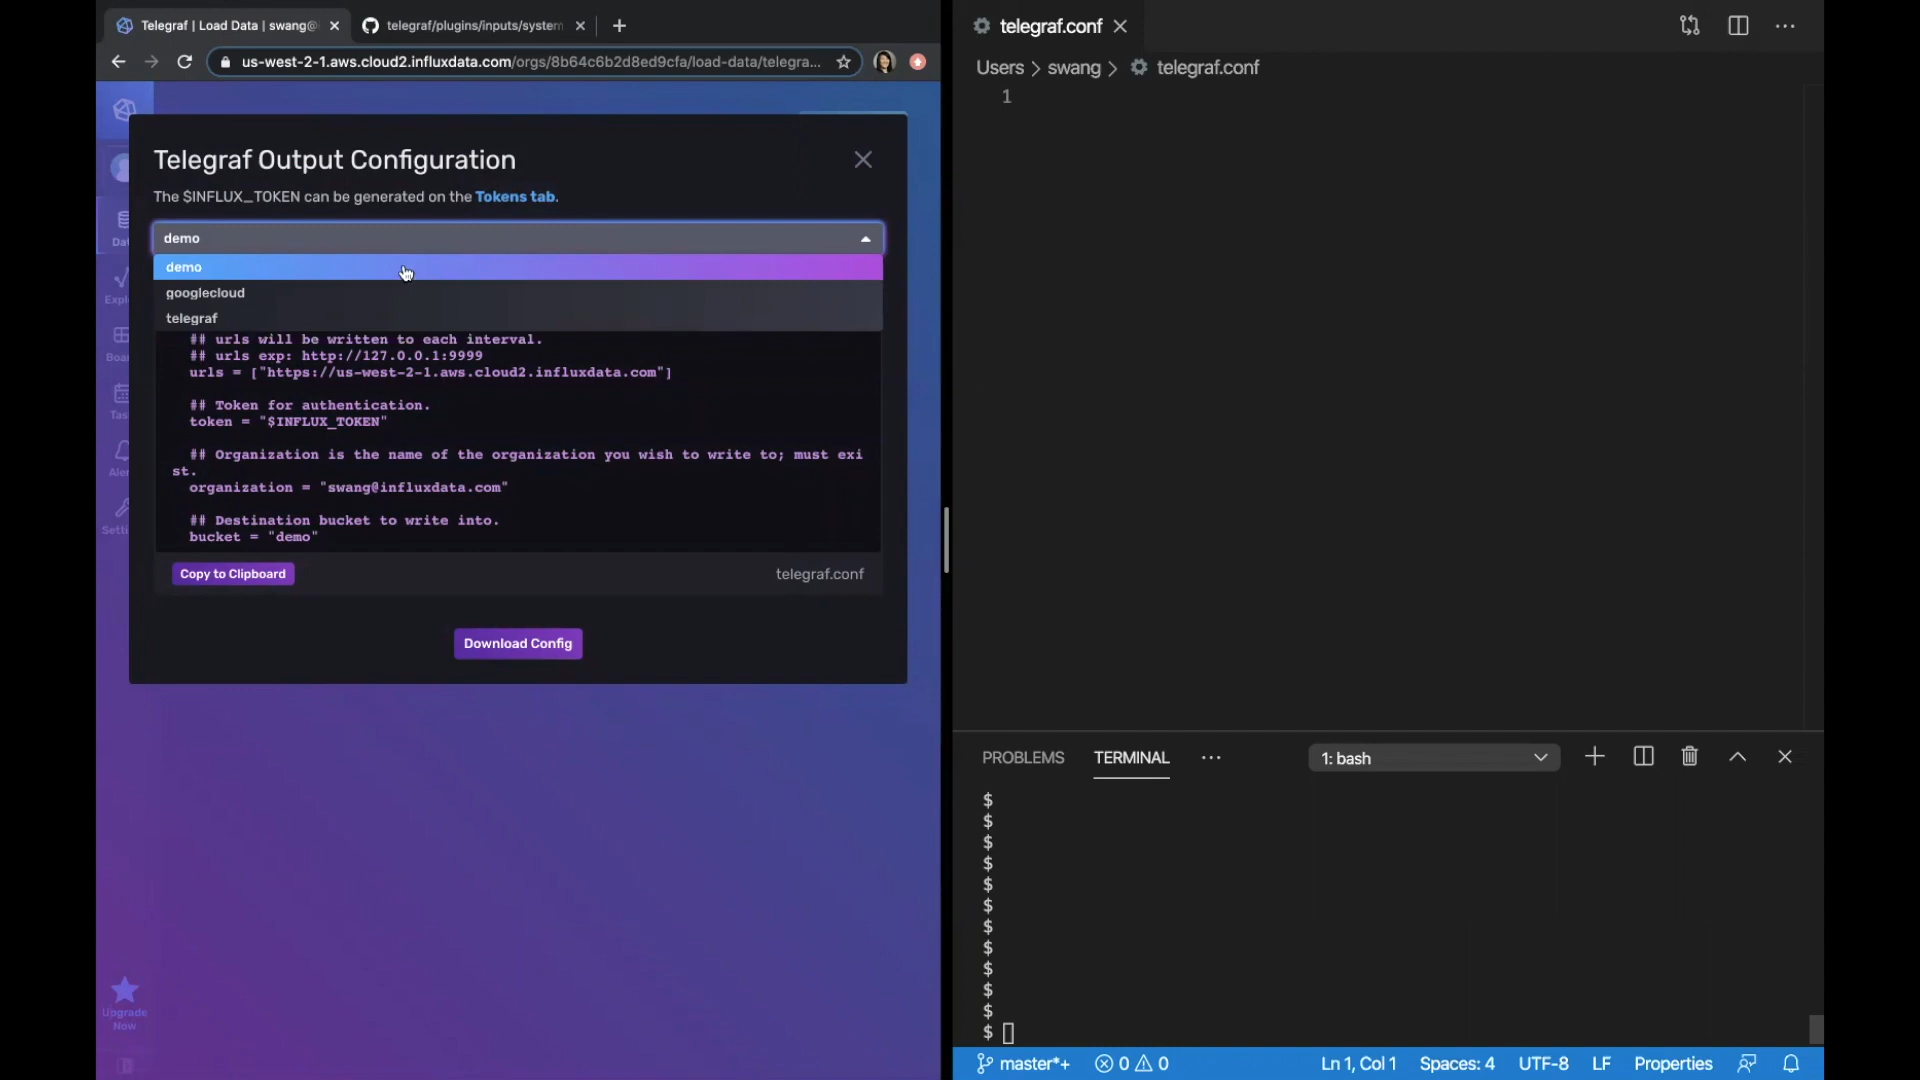 Telegraf | Load Data | swang@
telegraf/plugins/inputs/system
us-west-2-1.aws.cloud2.influxdata.com/orgs/8b64c6b2d8ed9cfa/load-data/telegra...
Telegraf Output Configuration
The $INFLUX_TOKEN can be generated on the Tokens tab.
demo
demo
googlecloud
telegraf
## urls will be written to each interval.
## urls exp: http://127.0.0.1:9999
urls = ["https://us-west-2-1.aws.cloud2.influxdata.com"]
## Token for authentication.
token = "$INFLUX_TOKEN"
## Organization is the name of the organization you wish to write to; must exi
st.
organization = "swang@influxdata.com"
## Destination bucket to write into.
bucket = "demo"
Copy to Clipboard
telegraf.conf
Download Config
Dat
Expl
Boar
Tas
Aler
Setti
Upgrade
Now
telegraf.conf
Users > swang > telegraf.conf
1
PROBLEMS
TERMINAL
...
1: bash
$
$
$
$
$
$
$
$
$
$
$
$
master*+
0
0
Ln 1, Col 1
Spaces: 4
UTF-8
LF
Properties